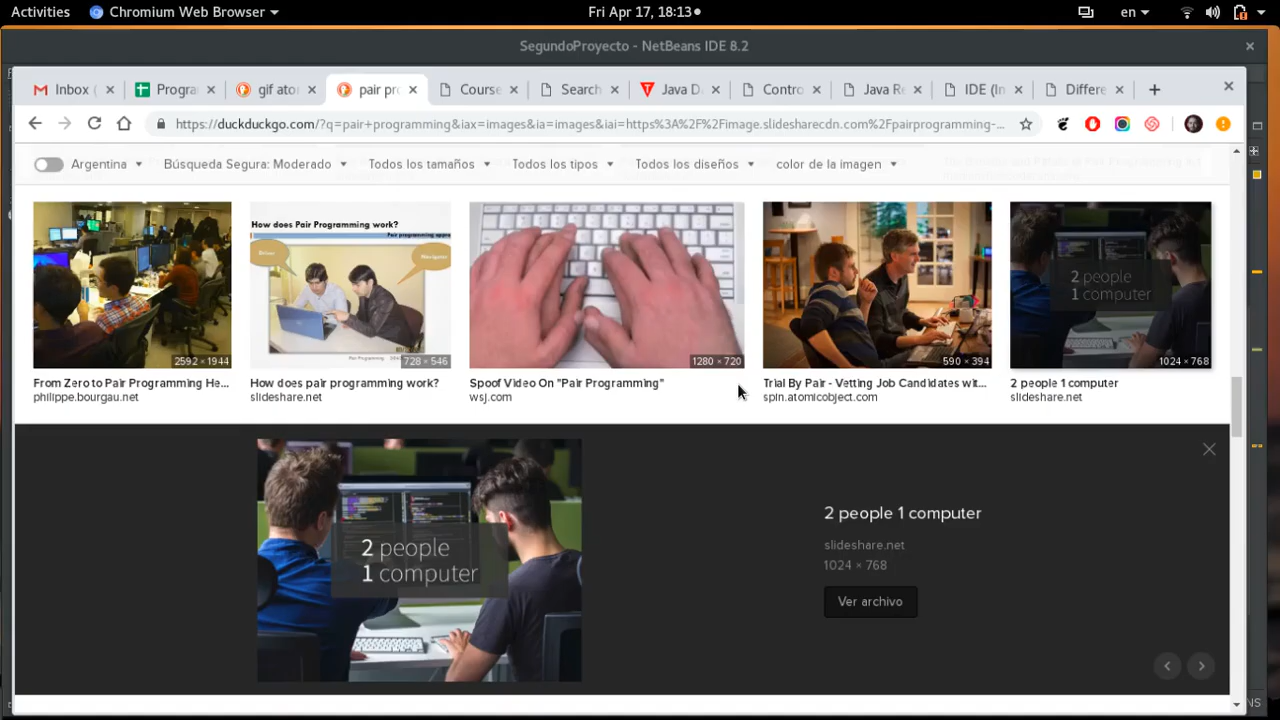 Activities
Chromium Web Browser
Fri Apr 17, 18:13
en
SegundoProyecto - NetBeans IDE 8.2
Inbox (
Progra
gif ato
pair pr
Course
Search
Java D
Contro
Java R
IDE (In
Differe
https://duckduckgo.com/?q=pair+programming&iax=images&ia=images&iai=https%3A%2F%2Fimage.slidesharecdn.com%2Fpairprogramming-...
Argentina
Búsqueda Segura: Moderado
Todos los tamaños
Todos los tipos
Todos los diseños
color de la imagen
How does Pair Programming work?
2592 × 1944
728 × 546
1280 × 720
590 × 394
2 people
1 computer
1024 × 768
From Zero to Pair Programming He...
philippe.bourgau.net
How does pair programming work?
slideshare.net
Spoof Video On "Pair Programming"
wsj.com
Trial By Pair - Vetting Job Candidates wit...
spin.atomicobject.com
2 people 1 computer
slideshare.net
2 people
1 computer
2 people 1 computer
slideshare.net
1024 × 768
Ver archivo
NS